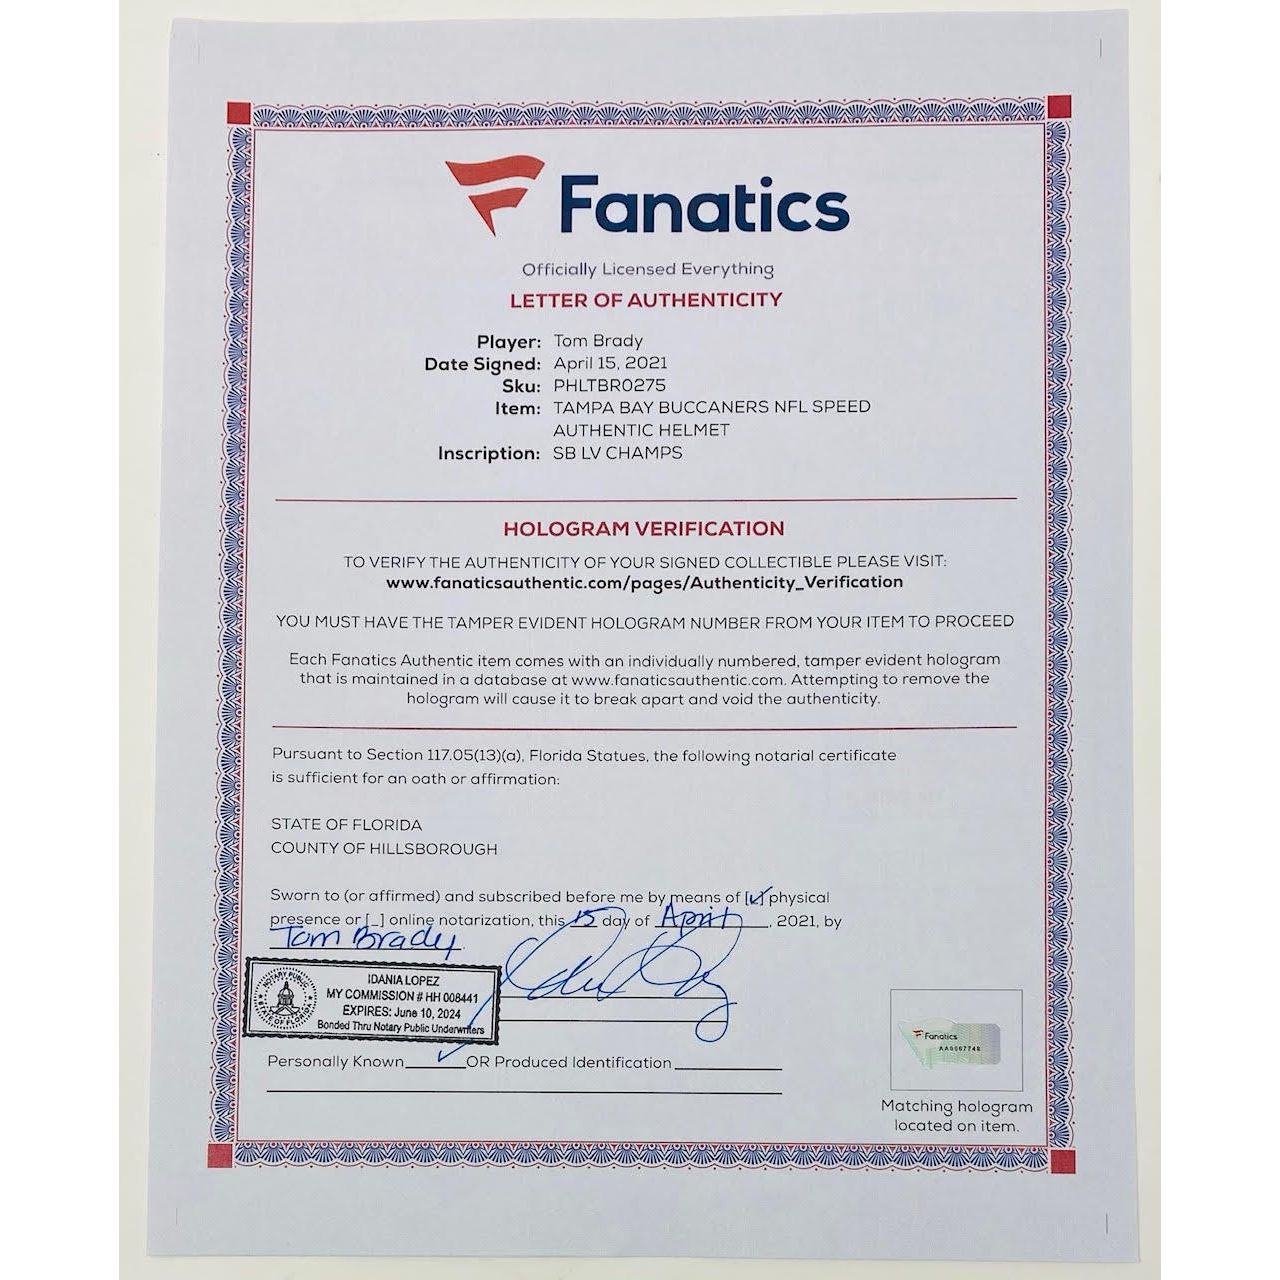 Fanatics
Officially Licensed Everything
LETTER OF AUTHENTICITY
Player: Tom Brady
Date Signed: April 15, 2021
Sku: PHLTBR0275
Item: TAMPA BAY BUCCANERS NFL SPEED
AUTHENTIC HELMET
Inscription: SB LV CHAMPS
HOLOGRAM VERIFICATION
TO VERIFY THE AUTHENTICITY OF YOUR SIGNED COLLECTIBLE PLEASE VISIT:
www.fanaticsauthentic.com/pages/Authenticity_Verification
YOU MUST HAVE THE TAMPER EVIDENT HOLOGRAM NUMBER FROM YOUR ITEM TO PROCEED
Each Fanatics Authentic item comes with an individually numbered, tamper evident hologram
that is maintained in a database at www.fanaticsauthentic.com. Attempting to remove the
hologram will cause it to break apart and void the authenticity.
Pursuant to Section 117.05(13)(a), Florida Statues, the following notarial certificate
is sufficient for an oath or affirmation:
STATE OF FLORIDA
COUNTY OF HILLSBOROUGH
Sworn to (or affirmed) and subscribed before me by means of [✓] physical
presence or [_] online notarization, this 15 day of April, 2021, by
Tom Brady.
NOTARY PUBLIC
STATE OF FLORIDA
IDANIA LOPEZ
MY COMMISSION # HH 008441
EXPIRES: June 10, 2024
Bonded Thru Notary Public Underwriters
Personally Known ✓ OR Produced Identification
Fanatics
AA0067748
Matching hologram
located on item.